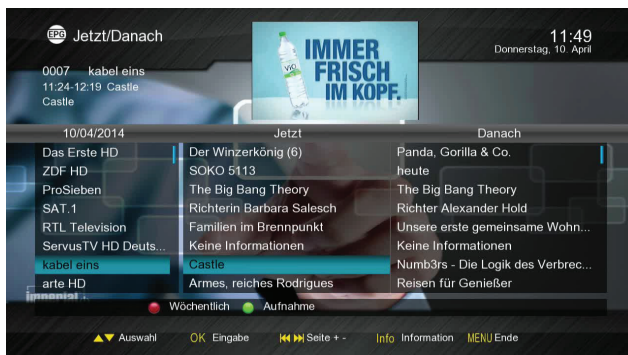 EPG Jetzt/Danach
11:49
Donnerstag, 10. April
0007 kabel eins
11:24-12:19 Castle
Castle
ViO
IMMER
FRISCH
IM KOPF.
10/04/2014 Jetzt Danach
Das Erste HD Der Winzerkönig (6) Panda, Gorilla & Co.
ZDF HD SOKO 5113 heute
ProSieben The Big Bang Theory The Big Bang Theory
SAT.1 Richterin Barbara Salesch Richter Alexander Hold
RTL Television Familien im Brennpunkt Unsere erste gemeinsame Wohn...
ServusTV HD Deuts... Keine Informationen Keine Informationen
kabel eins Castle Numb3rs - Die Logik des Verbrec...
arte HD Armes, reiches Rodrigues Reisen für Genießer
imperial
Wöchentlich Aufnahme
Auswahl OK Eingabe Seite + - Info Information MENU Ende